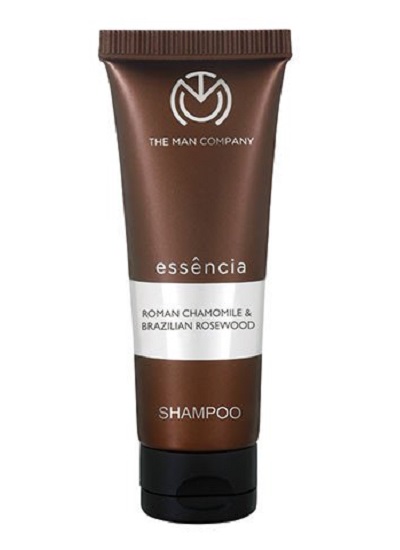 THE MAN COMPANY
essência
ROMAN CHAMOMILE &
BRAZILIAN ROSEWOOD
SHAMPOO